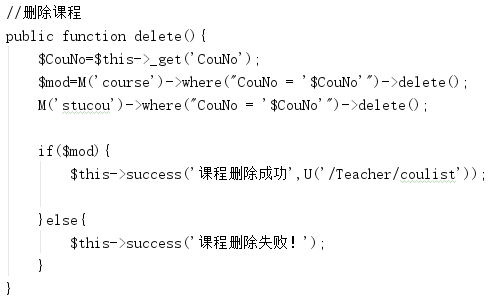 //删除课程
public function delete(){
$CouNo=$this->_get('CouNo');
$mod=M('course')->where("CouNo = '$CouNo'")->delete();
M('stucou')->where("CouNo = '$CouNo'")->delete();
if($mod){
$this->success('课程删除成功',U('/Teacher/coulist'));
}else{
$this->success('课程删除失败！');
}
}